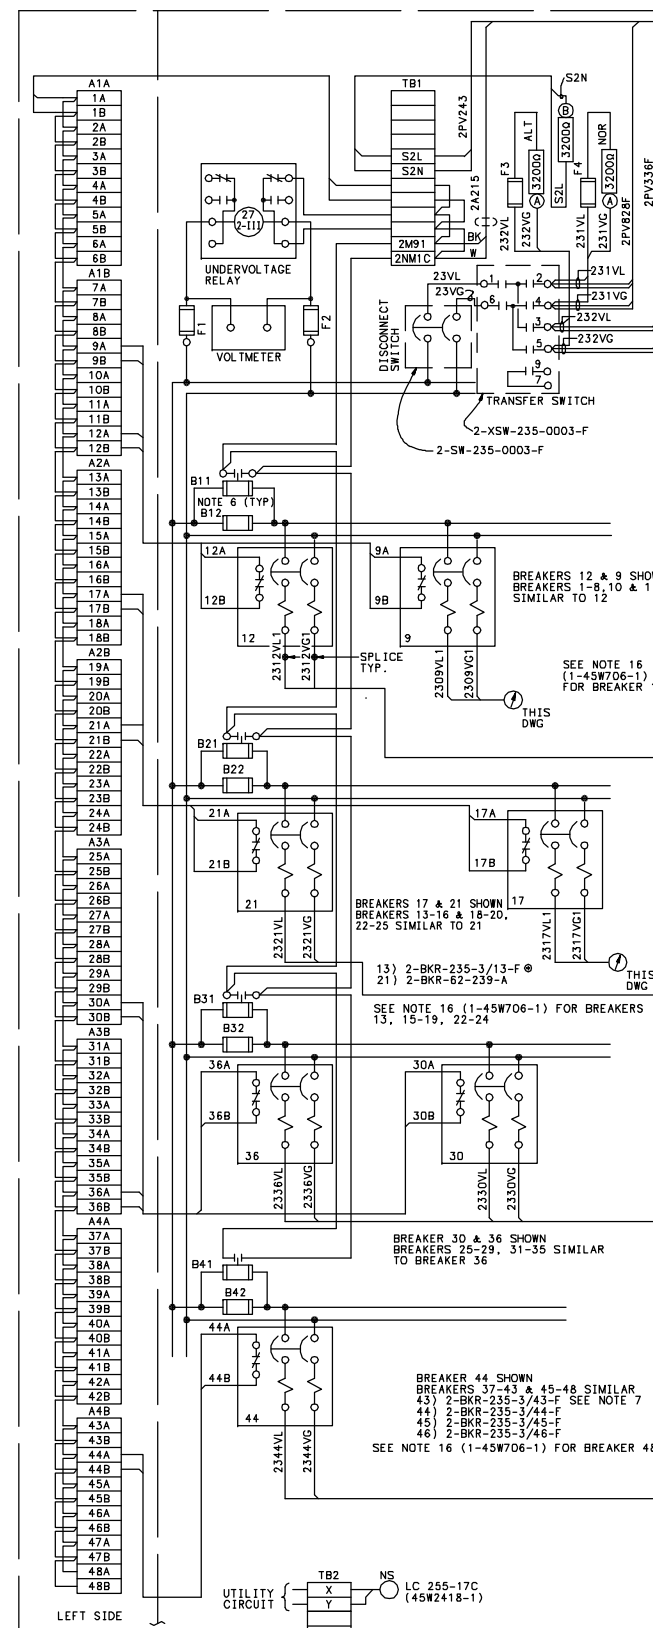 A1A
1A
1B
2A
2B
3A
3B
4A
4B
5A
5B
6A
6B
A1B
7A
7B
8A
8B
9A
9B
10A
10B
11A
11B
12A
12B
A2A
13A
13B
14A
14B
15A
15B
16A
16B
17A
17B
18A
18B
A2B
19A
19B
20A
20B
21A
21B
22A
22B
23A
23B
24A
24B
A3A
25A
25B
26A
26B
27A
27B
28A
28B
29A
29B
30A
30B
A3B
31A
31B
32A
32B
33A
33B
34A
34B
35A
35B
36A
36B
A4A
37A
37B
38A
38B
39A
39B
40A
40B
41A
41B
42A
42B
A4B
43A
43B
44A
44B
45A
45B
46A
46B
47A
47B
48A
48B
LEFT SIDE
TB1
S2L
S2N
2M91
2NM1C
2PV243
2A215
BK
W
S2N
B
3200Ω
S2L
ALT
3200Ω
A
F3
NOR
3200Ω
A
F4
232VL
232VG
231VL
231VG
2PV828F
2PV336F
27
2-III
UNDERVOLTAGE
RELAY
F1
F2
VOLTMETER
23VL
23VG
DISCONNECT
SWITCH
1
2
6
4
3
5
9
7
231VL
231VG
232VL
232VG
TRANSFER SWITCH
2-XSW-235-0003-F
2-SW-235-0003-F
B11
NOTE 6 (TYP)
B12
12A
12B
12
2312VL1
2312VG1
SPLICE
TYP.
9A
9B
9
2309VL1
2309VG1
THIS
DWG
BREAKERS 12 & 9 SHOW
BREAKERS 1-8,10 & 1
SIMILAR TO 12
SEE NOTE 16
(1-45W706-1)
FOR BREAKER
B21
B22
21A
21B
21
2321VL
2321VG
17A
17B
17
2317VL1
2317VG1
THIS
DWG
BREAKERS 17 & 21 SHOWN
BREAKERS 13-16 & 18-20,
22-25 SIMILAR TO 21
13) 2-BKR-235-3/13-F ⊕
21) 2-BKR-62-239-A
SEE NOTE 16 (1-45W706-1) FOR BREAKERS
13, 15-19, 22-24
B31
B32
36A
36B
36
2336VL
2336VG
30A
30B
30
2330VL
2330VG
BREAKER 30 & 36 SHOWN
BREAKERS 25-29, 31-35 SIMILAR
TO BREAKER 36
B41
B42
44A
44B
44
2344VL
2344VG
BREAKER 44 SHOWN
BREAKERS 37-43 & 45-48 SIMILAR
43) 2-BKR-235-3/43-F SEE NOTE 7
44) 2-BKR-235-3/44-F
45) 2-BKR-235-3/45-F
46) 2-BKR-235-3/46-F
SEE NOTE 16 (1-45W706-1) FOR BREAKER 48
UTILITY
CIRCUIT
TB2
X
Y
NS
LC 255-17C
(45W2418-1)